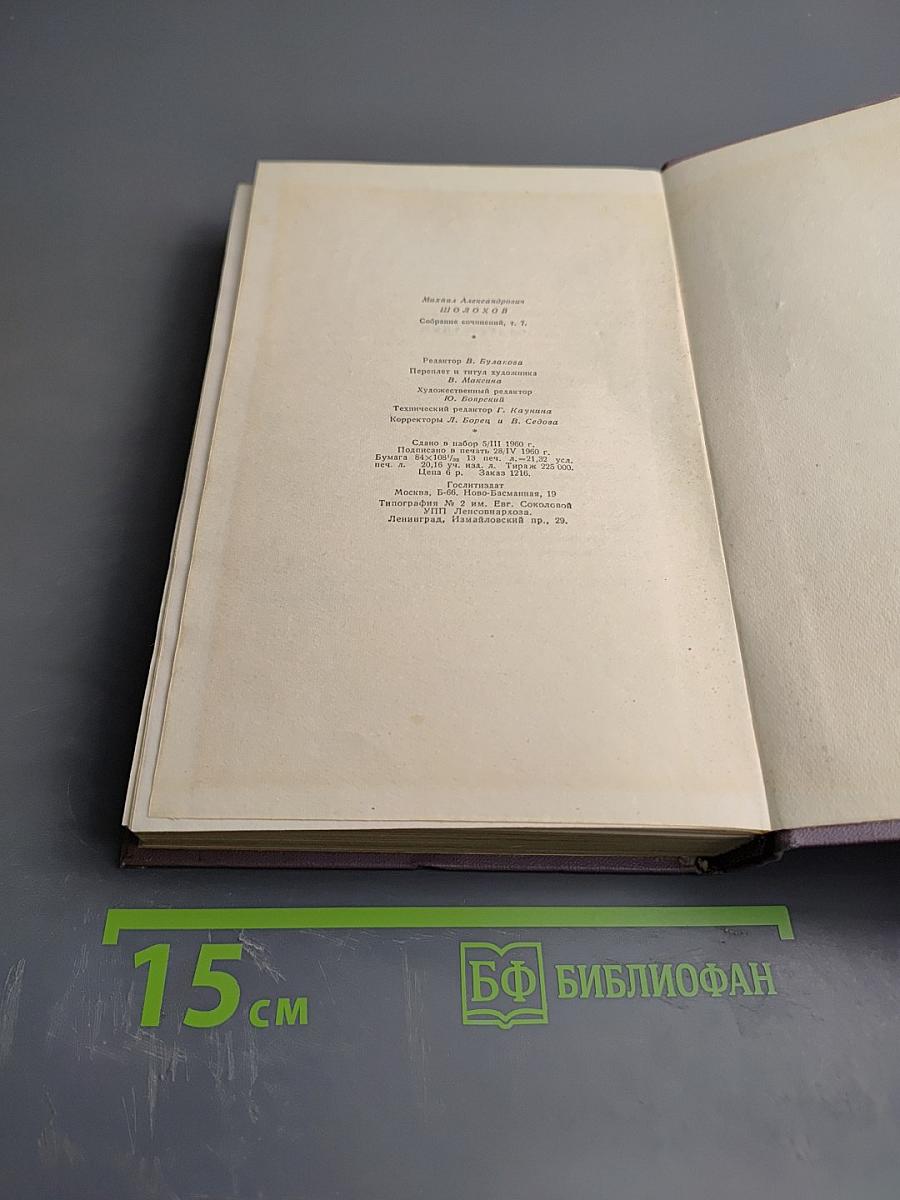 Михаил Александрович
ШОЛОХОВ
Собрание сочинений, т. 7.
*
Редактор В. Булакова
Переплет и титул художника
В. Максина
Художественный редактор
Ю. Боярский
Технический редактор Г. Каунина
Корректоры Л. Борец и В. Седова
*
Сдано в набор 5/III 1960 г.
Подписано в печать 28/IV 1960 г.
Бумага 84×108¹/₃₂ 13 печ. л.=21,32 усл.
печ. л. 20,16 уч. изд. л. Тираж 225 000.
Цена 6 р. Заказ 1216.
Гослитиздат
Москва, Б-66, Ново-Басманная, 19
Типография № 2 им. Евг. Соколовой
УПП Ленсовнархоза.
Ленинград, Измайловский пр., 29.
15 см
БФ БИБЛИОФАН